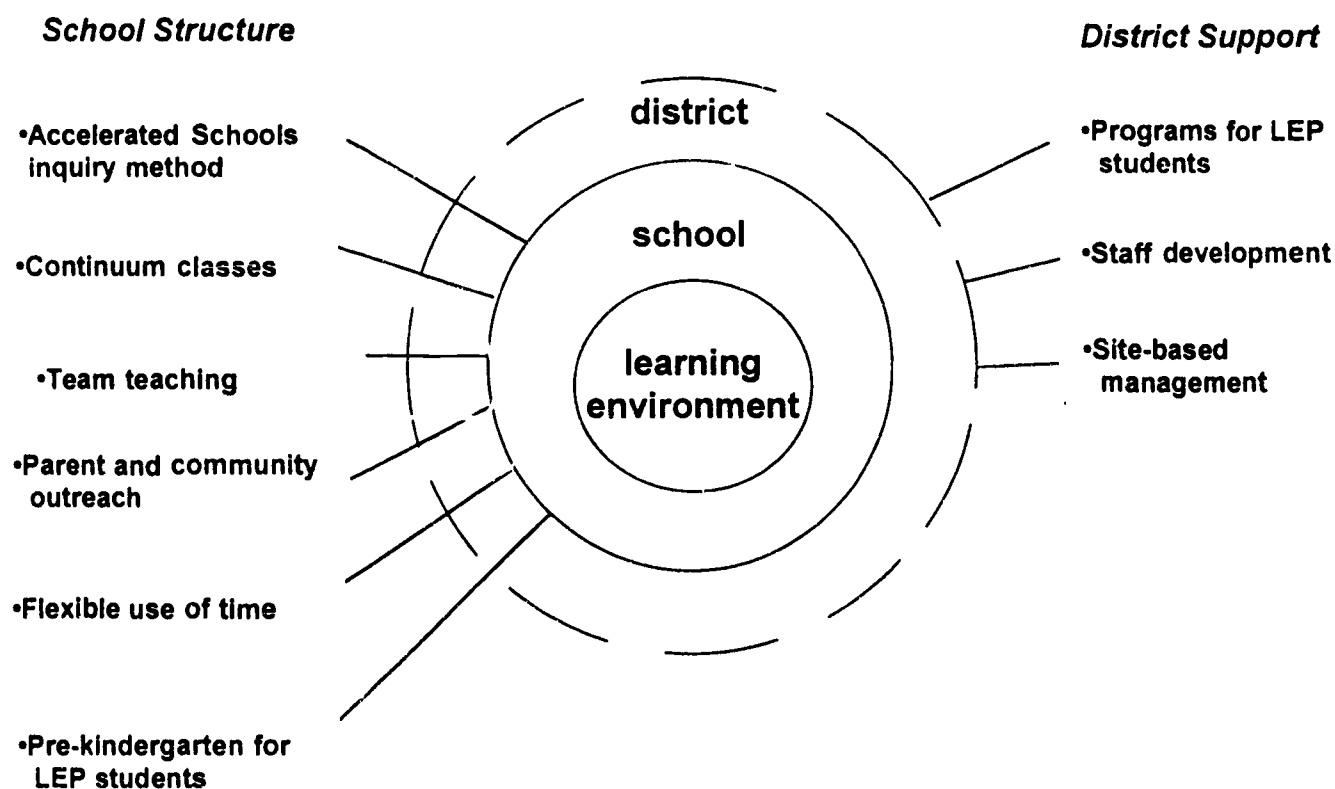 School Structure
•Accelerated Schools
inquiry method
•Continuum classes
•Team teaching
•Parent and community
outreach
•Flexible use of time
•Pre-kindergarten for
LEP students
district
school
learning
environment
District Support
•Programs for LEP
students
•Staff development
•Site-based
management